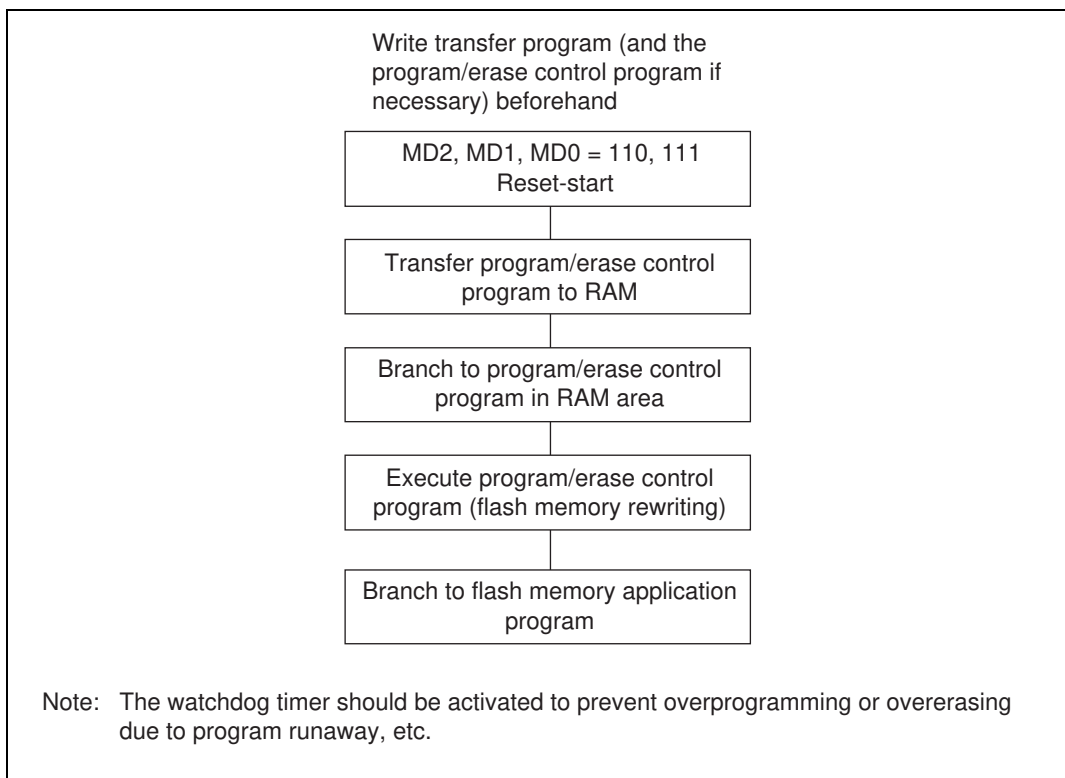 Write transfer program (and the
program/erase control program if
necessary) beforehand
MD2, MD1, MD0 = 110, 111
Reset-start
Transfer program/erase control
program to RAM
Branch to program/erase control
program in RAM area
Execute program/erase control
program (flash memory rewriting)
Branch to flash memory application
program
Note: The watchdog timer should be activated to prevent overprogramming or overerasing
due to program runaway, etc.